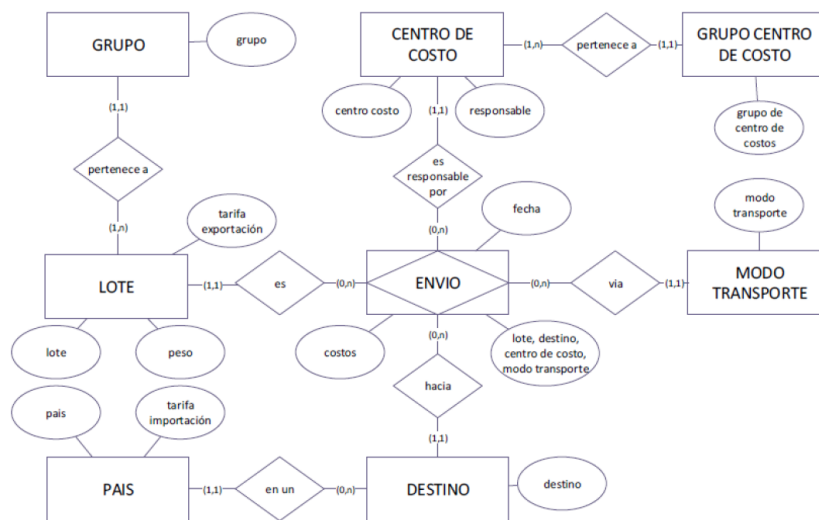 GRUPO
grupo
CENTRO DE
COSTO
(1,n)
pertenece a
(1,1)
GRUPO CENTRO
DE COSTO
centro costo
responsable
grupo de
centro de
costos
(1,1)
(1,1)
pertenece a
es
responsable
por
(1,n)
tarifa
exportación
(0,n)
fecha
modo
transporte
LOTE
(1,1)
es
(0,n)
ENVIO
(0,n)
via
(1,1)
MODO
TRANSPORTE
lote
peso
costos
(0,n)
lote, destino,
centro de costo,
modo transporte
hacia
pais
tarifa
importación
(1,1)
PAIS
(1,1)
en un
(0,n)
DESTINO
destino